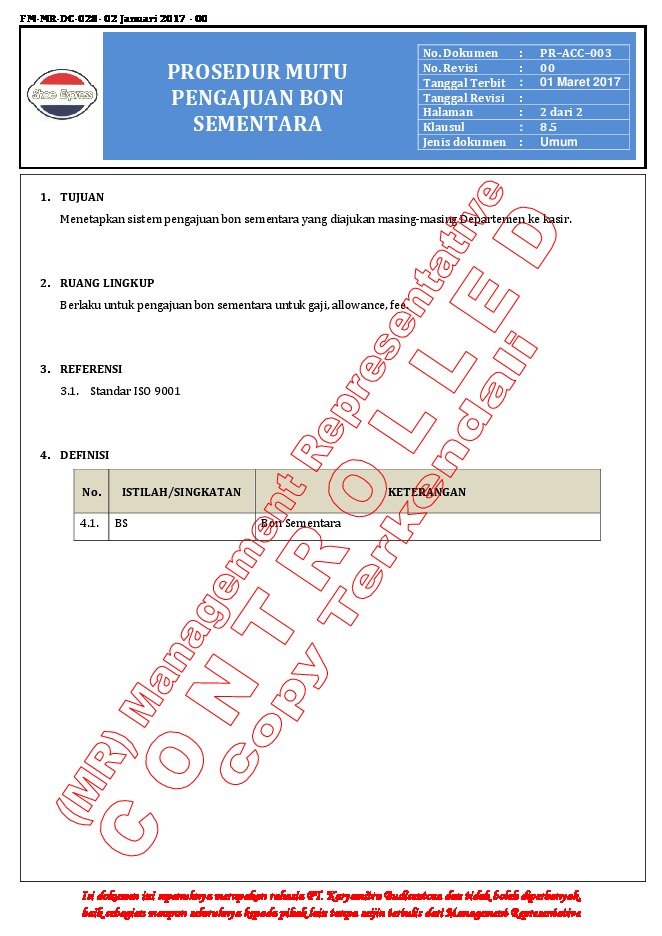 FM-MR-DC-028- 02 Januari 2017 - 00
Shoe Express
PROSEDUR MUTU
PENGAJUAN BON
SEMENTARA
No.Dokumen : PR–ACC–003
No.Revisi : 00
Tanggal Terbit : 01 Maret 2017
Tanggal Revisi :
Halaman : 2 dari 2
Klausul : 8.5
Jenis dokumen : Umum
1. TUJUAN
Menetapkan sistem pengajuan bon sementara yang diajukan masing-masing Departemen ke kasir.
2. RUANG LINGKUP
Berlaku untuk pengajuan bon sementara untuk gaji, allowance, fee.
3. REFERENSI
3.1. Standar ISO 9001
4. DEFINISI
No. ISTILAH/SINGKATAN KETERANGAN
4.1. BS Bon Sementara
(MR) Management Representative
CONTROLLED
Copy Terkendali
Isi dokumen ini sepenuhnya merupakan rahasia PT. Karyamitra Budisentosa dan tidak boleh diperbanyak,
baik sebagian maupun seluruhnya kepada pihak lain tanpa seijin tertulis dari Management Representative